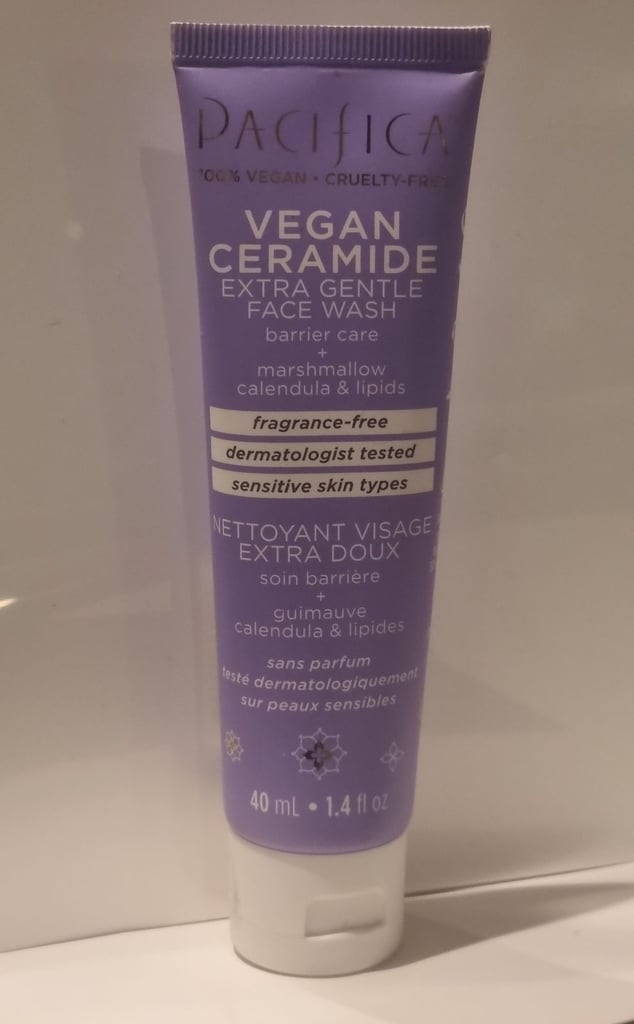 PACIFICA
100% VEGAN • CRUELTY-FREE
VEGAN
CERAMIDE
EXTRA GENTLE
FACE WASH
barrier care
+
marshmallow
calendula & lipids
fragrance-free
dermatologist tested
sensitive skin types
NETTOYANT VISAGE
EXTRA DOUX
soin barrière
+
guimauve
calendula & lipides
sans parfum
testé dermatologiquement
sur peaux sensibles
40 mL • 1.4 fl oz